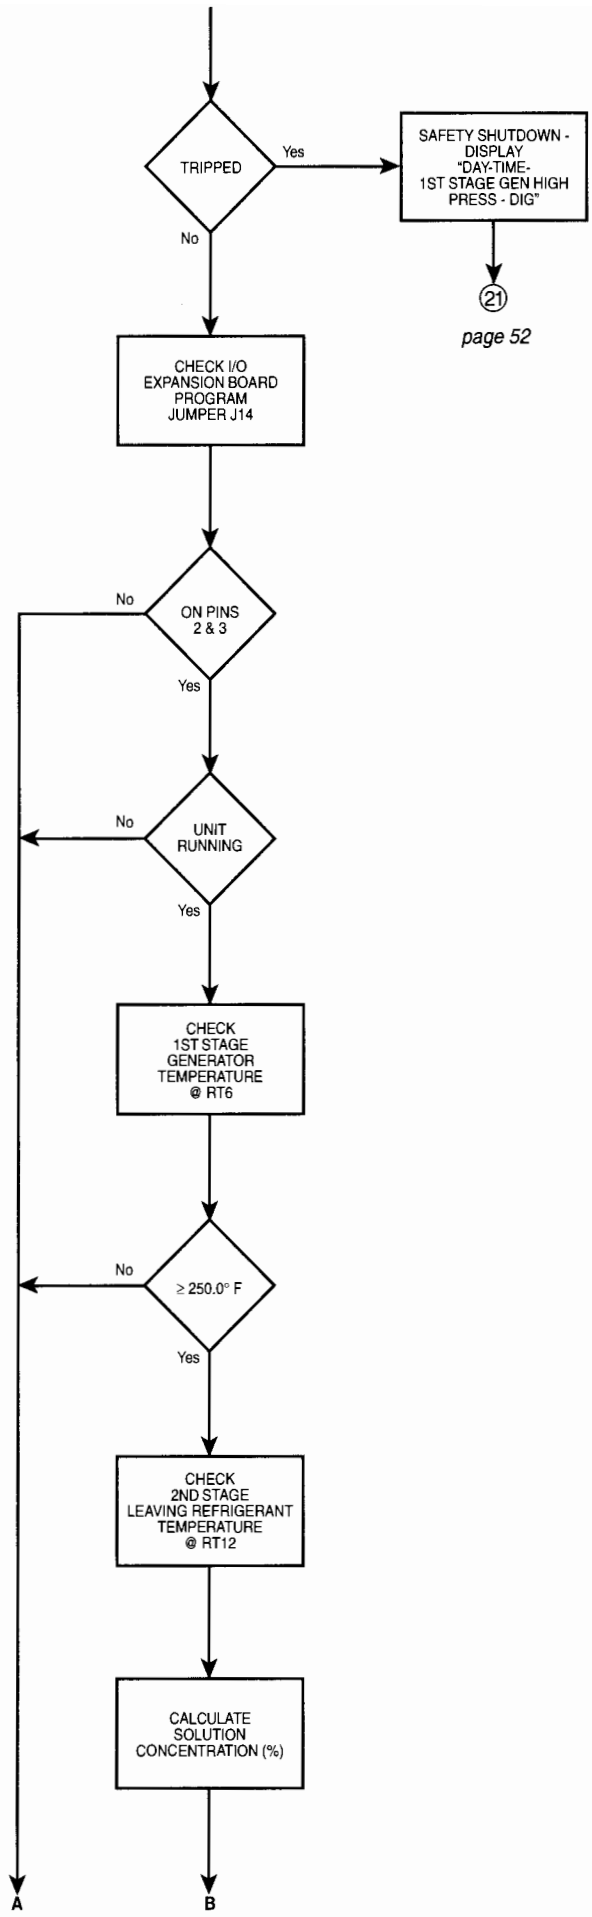 TRIPPED
Yes
SAFETY SHUTDOWN -
DISPLAY
“DAY-TIME-
1ST STAGE GEN HIGH
PRESS - DIG”
No
21
page 52
CHECK I/O
EXPANSION BOARD
PROGRAM
JUMPER J14
No
ON PINS
2 & 3
Yes
No
UNIT
RUNNING
Yes
CHECK
1ST STAGE
GENERATOR
TEMPERATURE
@ RT6
No
≥ 250.0° F
Yes
CHECK
2ND STAGE
LEAVING REFRIGERANT
TEMPERATURE
@ RT12
CALCULATE
SOLUTION
CONCENTRATION (%)
A
B